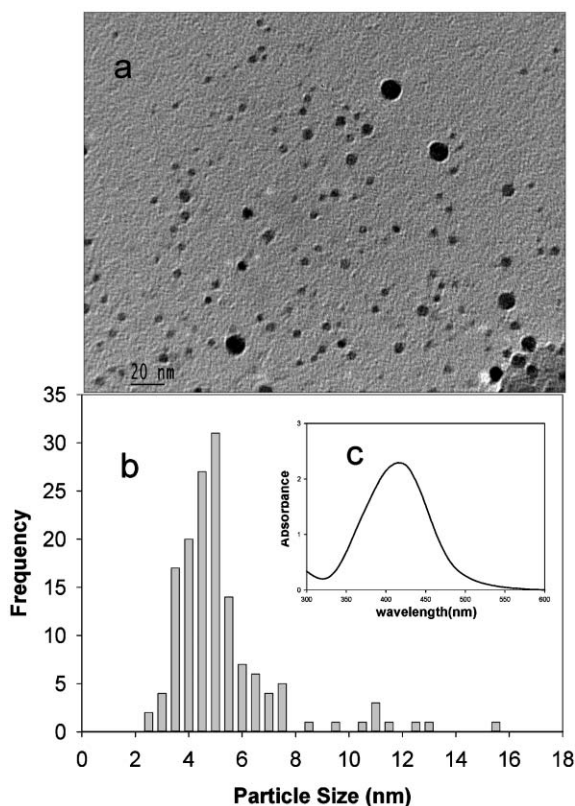 a
20 nm
35
30
25
20
15
10
5
0
Frequency
b
0 2 4 6 8 10 12 14 16 18
Particle Size (nm)
c
3
2
1
0
Absorbance
300 350 400 450 500 550 600
wavelength(nm)